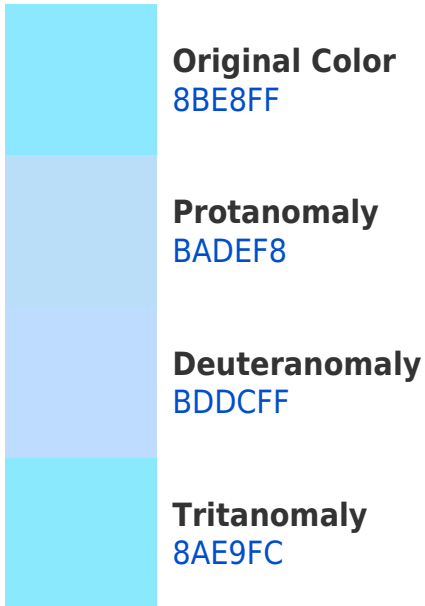 Original Color
8BE8FF
Protanomaly
BADEF8
Deuteranomaly
BDDCFF
Tritanomaly
8AE9FC